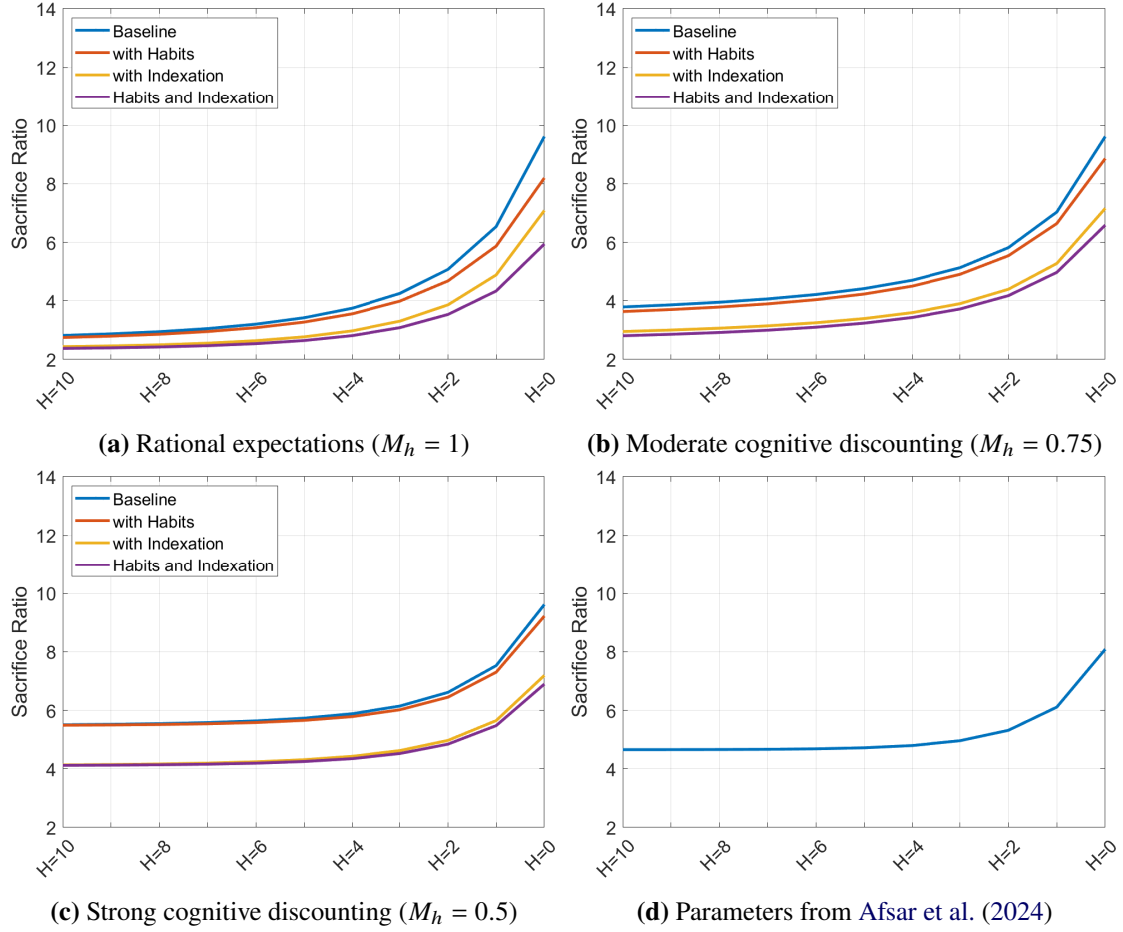 14
12
10
8
6
4
2
Sacrifice Ratio
Baseline
with Habits
with Indexation
Habits and Indexation
H=10
H=8
H=6
H=4
H=2
H=0
(a) Rational expectations (M_h = 1)
14
12
10
8
6
4
2
Sacrifice Ratio
Baseline
with Habits
with Indexation
Habits and Indexation
H=10
H=8
H=6
H=4
H=2
H=0
(b) Moderate cognitive discounting (M_h = 0.75)
14
12
10
8
6
4
2
Sacrifice Ratio
Baseline
with Habits
with Indexation
Habits and Indexation
H=10
H=8
H=6
H=4
H=2
H=0
(c) Strong cognitive discounting (M_h = 0.5)
14
12
10
8
6
4
2
Sacrifice Ratio
H=10
H=8
H=6
H=4
H=2
H=0
(d) Parameters from Afsar et al. (2024)